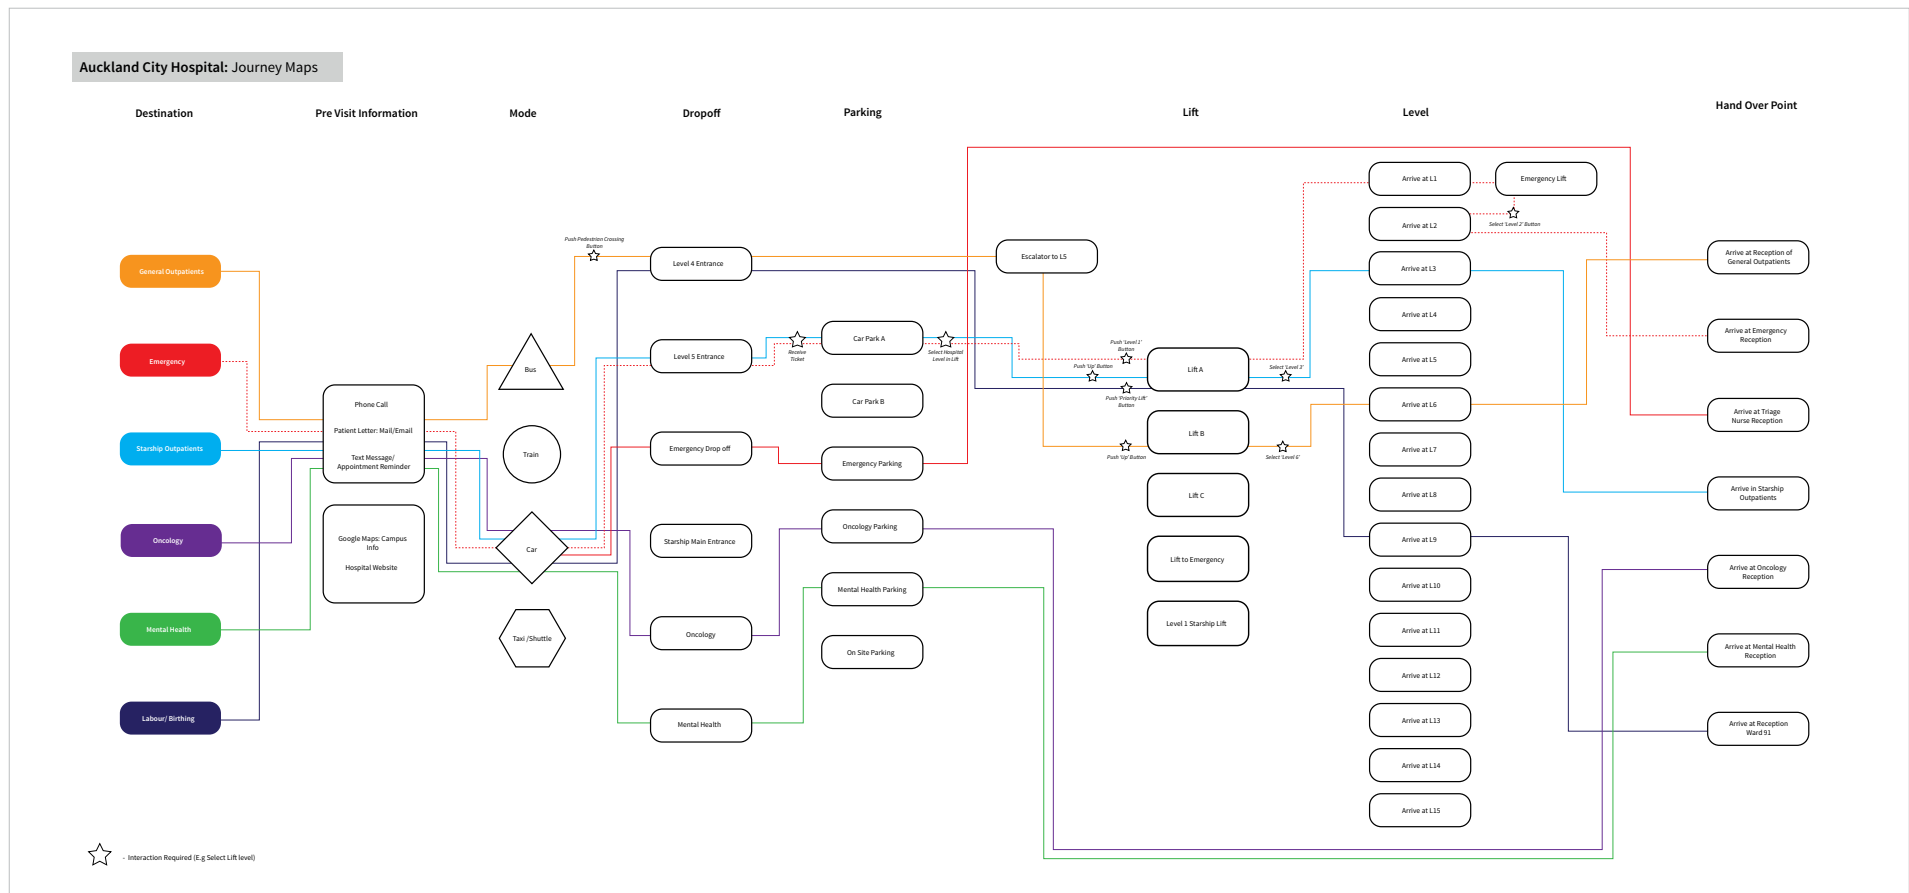 Auckland City Hospital: Journey Maps
Destination
Pre Visit Information
Mode
Dropoff
Parking
Lift
Level
Hand Over Point
General Outpatients
Emergency
Starship Outpatients
Oncology
Mental Health
Labour/ Birthing
Phone Call
Patient Letter: Mail/Email
Text Message/
Appointment Reminder
Google Maps: Campus
Info
Hospital Website
Bus
Train
Car
Taxi /Shuttle
Push Pedestrian Crossing
Button
Level 4 Entrance
Level 5 Entrance
Emergency Drop off
Starship Main Entrance
Oncology
Mental Health
Receive
Ticket
Car Park A
Car Park B
Emergency Parking
Oncology Parking
Mental Health Parking
On Site Parking
Select Hospital
Level in Lift
Escalator to L5
Push 'Level 1'
Button
Push 'Up' Button
Push 'Priority Lift'
Button
Push 'Up' Button
Lift A
Lift B
Lift C
Lift to Emergency
Level 1 Starship Lift
Select 'Level 3'
Select 'Level 6'
Arrive at L1
Arrive at L2
Arrive at L3
Arrive at L4
Arrive at L5
Arrive at L6
Arrive at L7
Arrive at L8
Arrive at L9
Arrive at L10
Arrive at L11
Arrive at L12
Arrive at L13
Arrive at L14
Arrive at L15
Emergency Lift
Select 'Level 2' Button
Arrive at Reception of
General Outpatients
Arrive at Emergency
Reception
Arrive at Triage
Nurse Reception
Arrive in Starship
Outpatients
Arrive at Oncology
Reception
Arrive at Mental Health
Reception
Arrive at Reception
Ward 91
- Interaction Required (E.g Select Lift level)